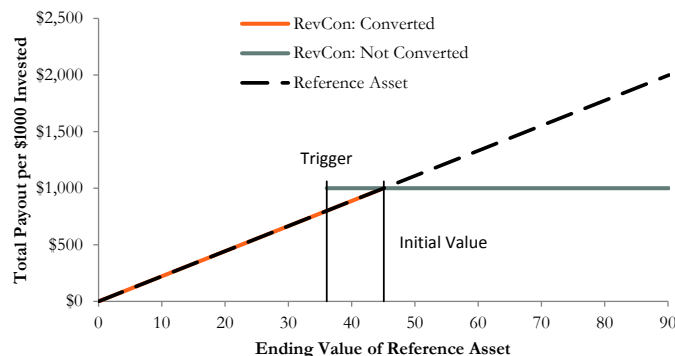 RevCon: Converted
RevCon: Not Converted
Reference Asset
Total Payout per $1000 Invested
$2,500
$2,000
$1,500
$1,000
$500
$0
Trigger
Initial Value
0 10 20 30 40 50 60 70 80 90
Ending Value of Reference Asset